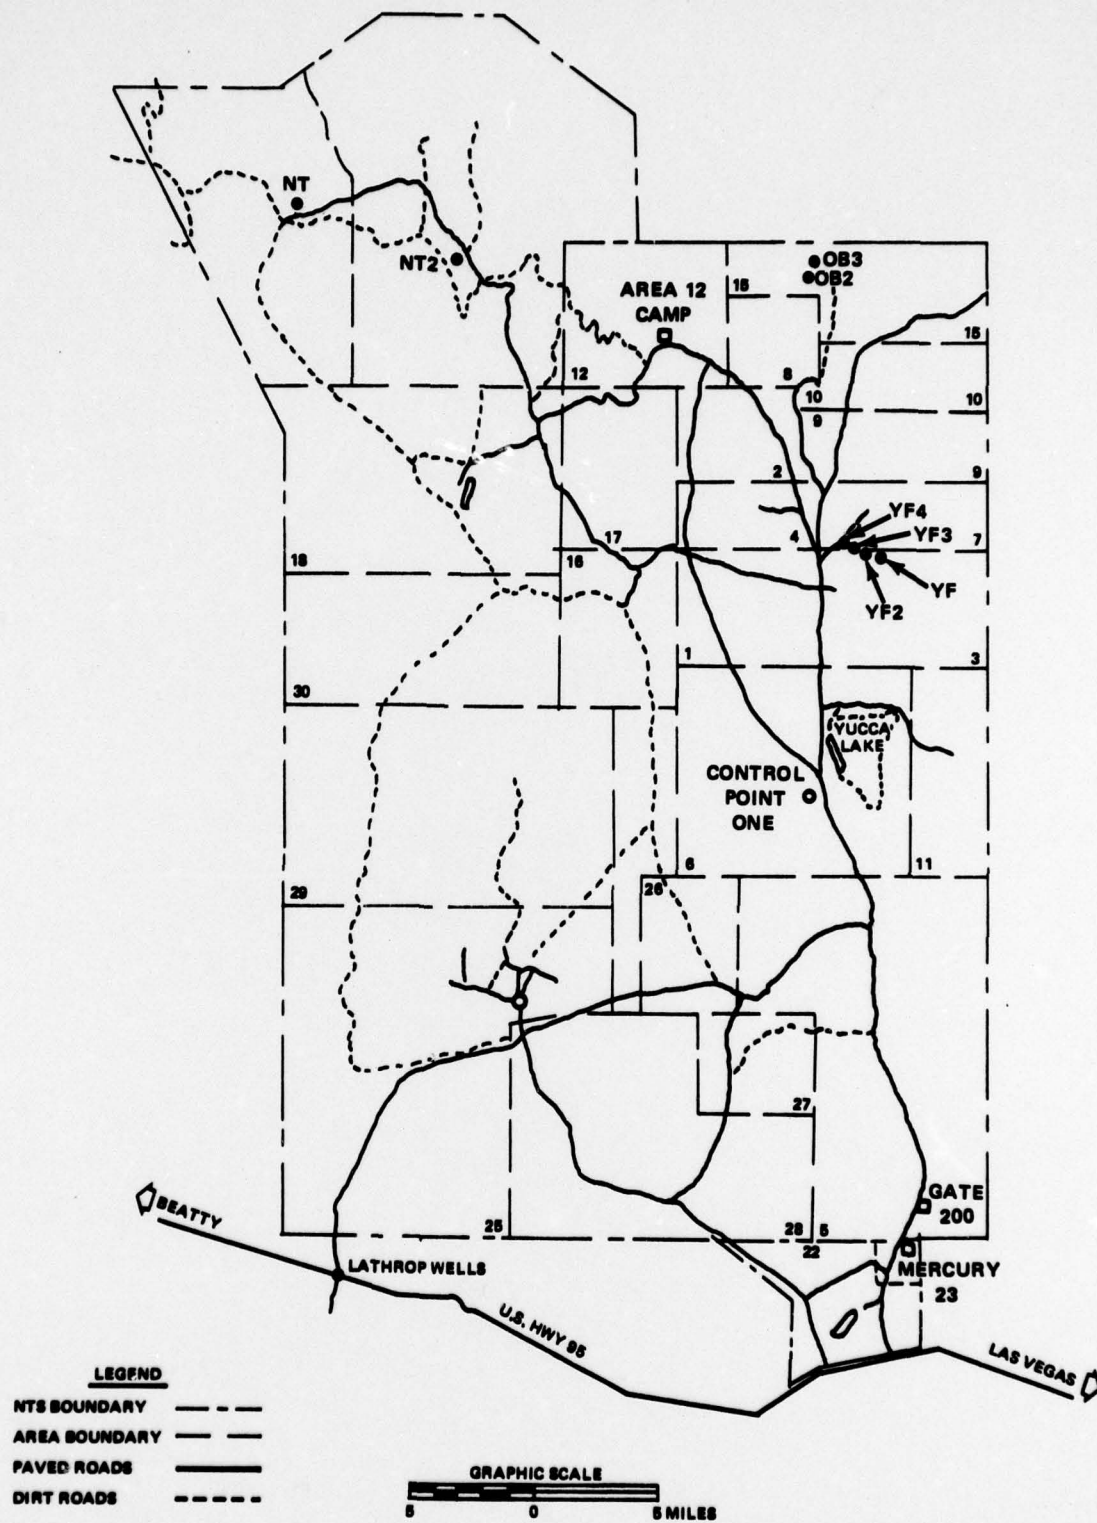 NT
NT2
OB3
OB2
AREA 12
CAMP
15
15
12
8
10
9
10
2
9
YF4
YF3
17
4
7
18
16
YF
YF2
1
3
30
YUCCA
LAKE
CONTROL
POINT
ONE
6
11
29
26
27
GATE
200
25
28
5
22
BEATTY
LATHROP WELLS
MERCURY
23
U.S. HWY 95
LAS VEGAS
LEGEND
NTS BOUNDARY
AREA BOUNDARY
PAVED ROADS
DIRT ROADS
GRAPHIC SCALE
5 0 5 MILES